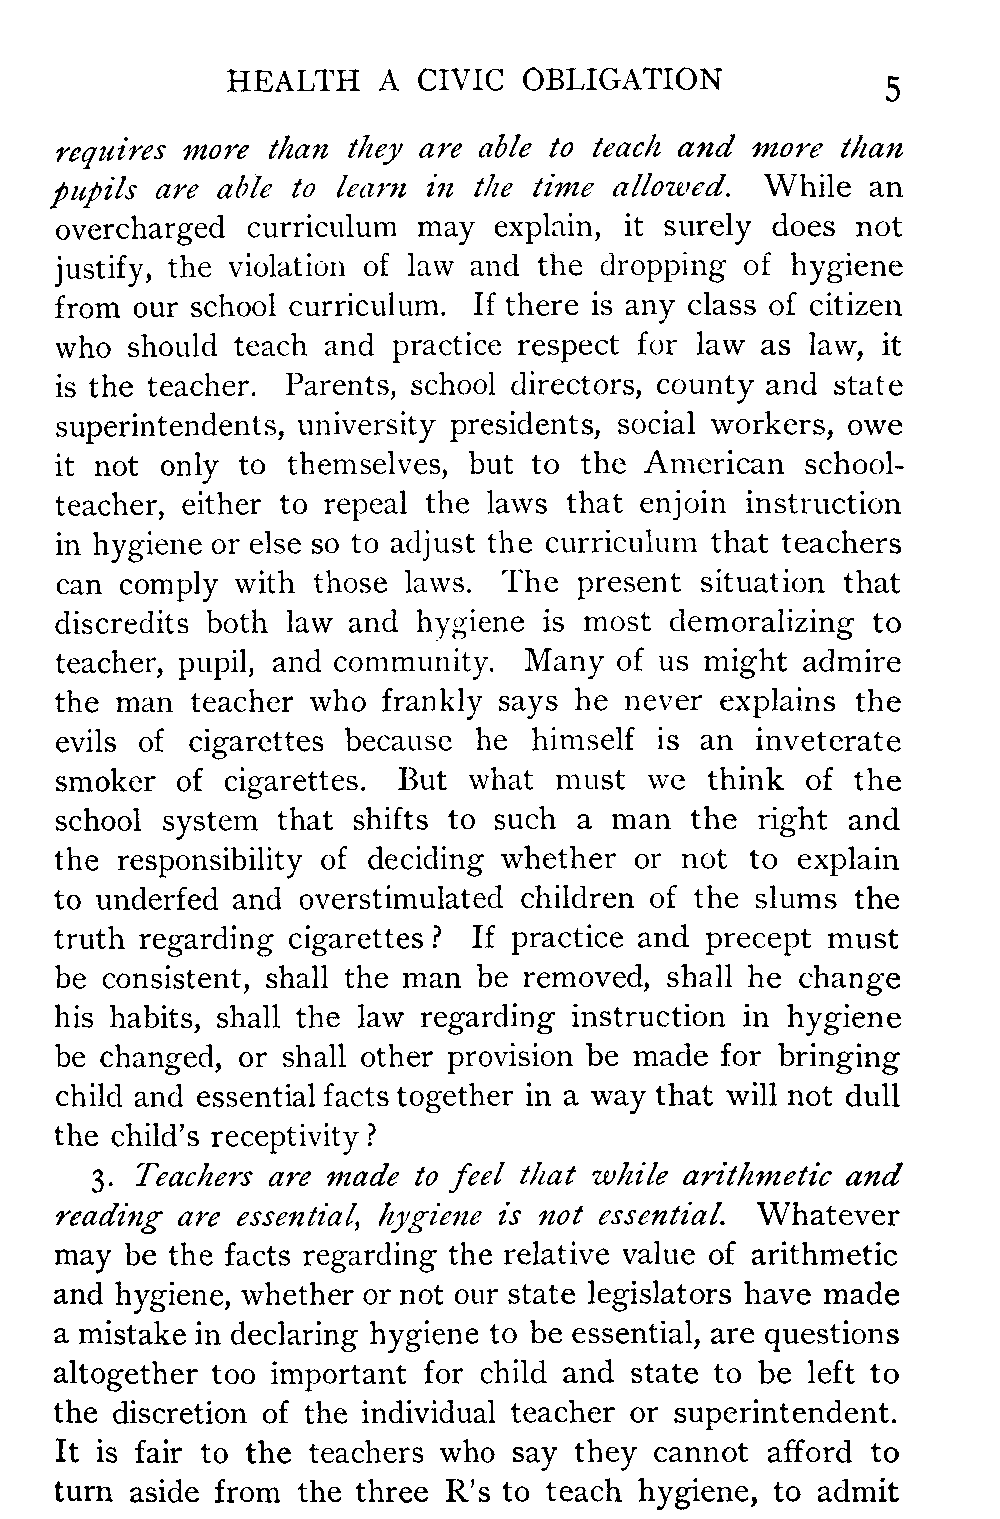 HEALTH A CIVIC OBLIGATION 5
requires more than they are able to teach and more than
pupils are able to learn in the time allowed. While an
overcharged curriculum may explain, it surely does not
justify, the violation of law and the dropping of hygiene
from our school curriculum. If there is any class of citizen
who should teach and practice respect for law as law, it
is the teacher. Parents, school directors, county and state
superintendents, university presidents, social workers, owe
it not only to themselves, but to the American school-
teacher, either to repeal the laws that enjoin instruction
in hygiene or else so to adjust the curriculum that teachers
can comply with those laws. The present situation that
discredits both law and hygiene is most demoralizing to
teacher, pupil, and community. Many of us might admire
the man teacher who frankly says he never explains the
evils of cigarettes because he himself is an inveterate
smoker of cigarettes. But what must we think of the
school system that shifts to such a man the right and
the responsibility of deciding whether or not to explain
to underfed and overstimulated children of the slums the
truth regarding cigarettes? If practice and precept must
be consistent, shall the man be removed, shall he change
his habits, shall the law regarding instruction in hygiene
be changed, or shall other provision be made for bringing
child and essential facts together in a way that will not dull
the child's receptivity?
3. Teachers are made to feel that while arithmetic and
reading are essential, hygiene is not essential. Whatever
may be the facts regarding the relative value of arithmetic
and hygiene, whether or not our state legislators have made
a mistake in declaring hygiene to be essential, are questions
altogether too important for child and state to be left to
the discretion of the individual teacher or superintendent.
It is fair to the teachers who say they cannot afford to
turn aside from the three R's to teach hygiene, to admit